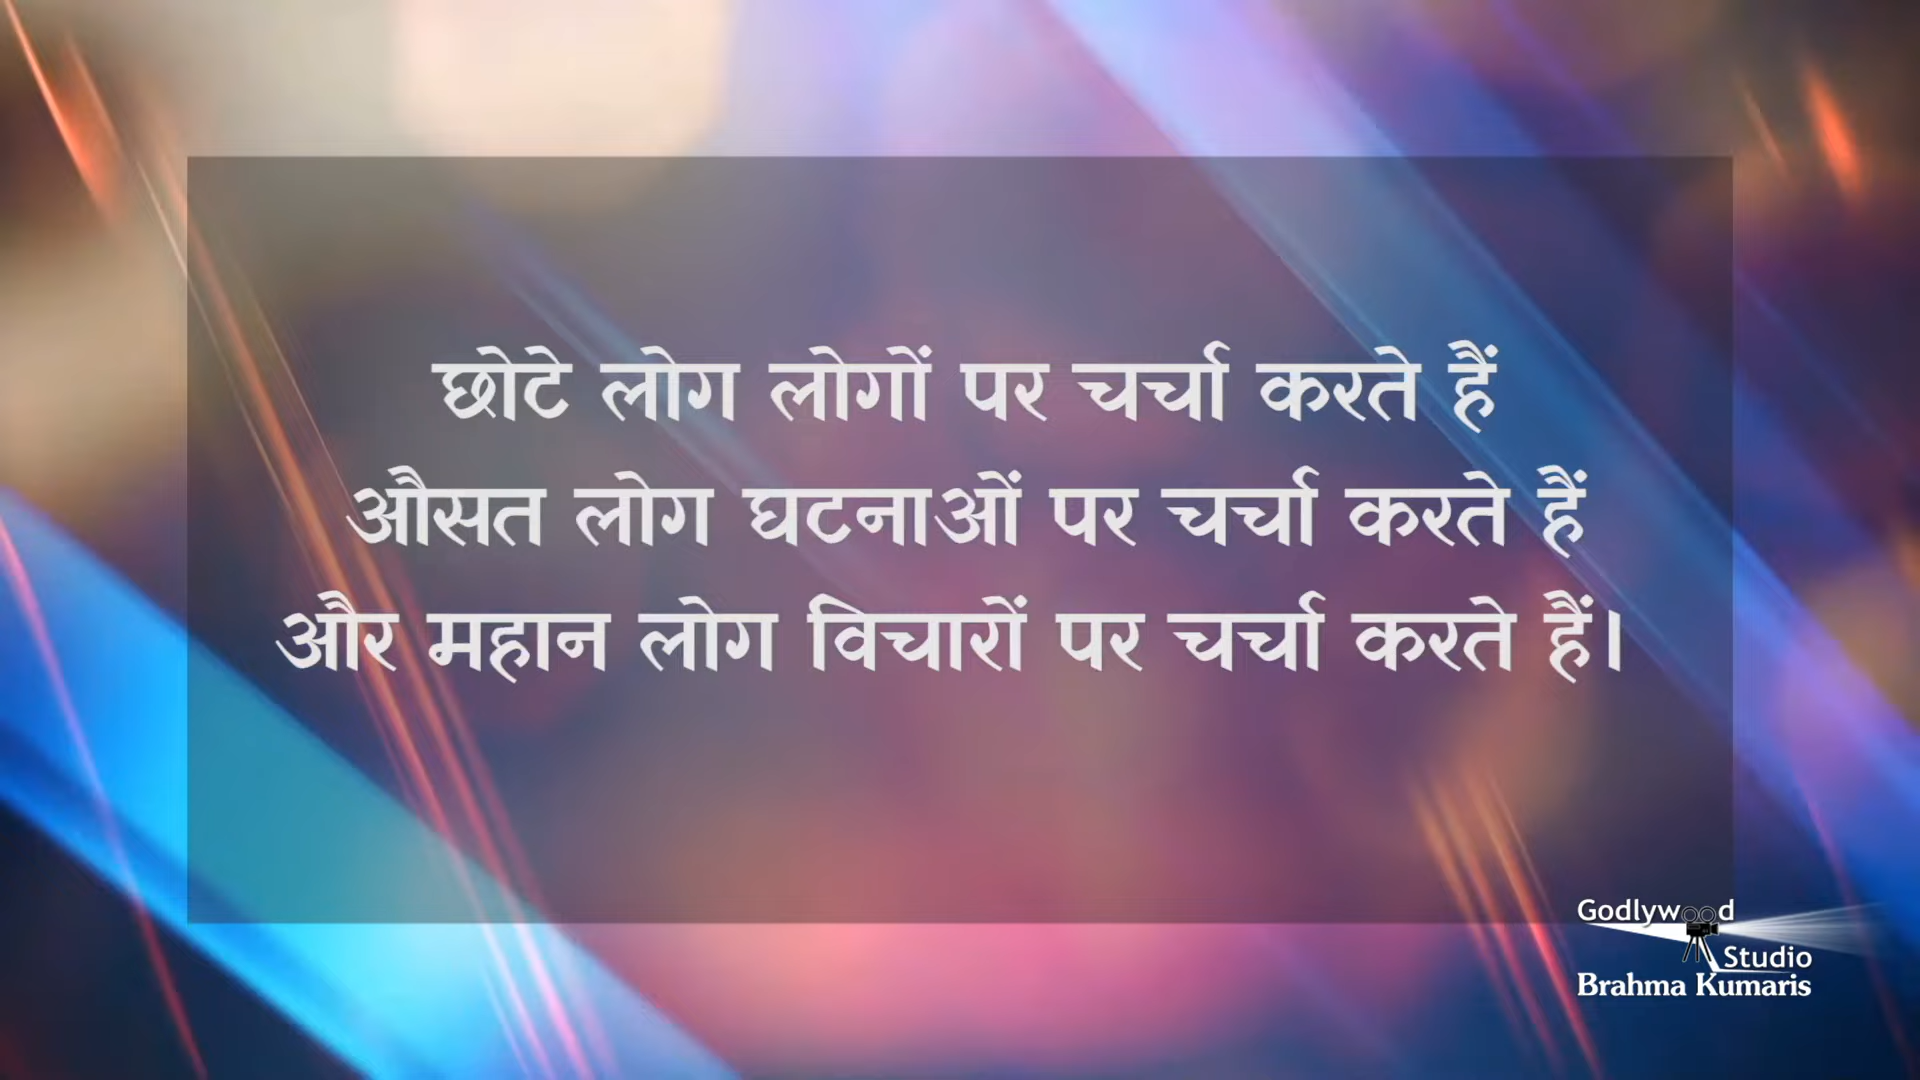 छोटे लोग लोगों पर चर्चा करते हैं
औसत लोग घटनाओं पर चर्चा करते हैं
और महान लोग विचारों पर चर्चा करते हैं।
Godlywood
Studio
Brahma Kumaris